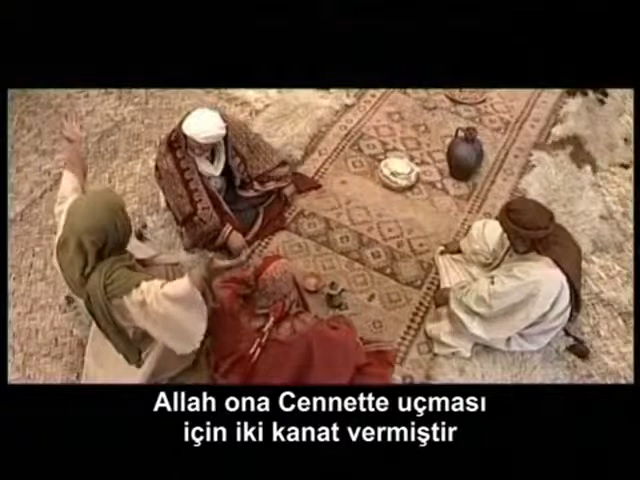 Allah ona Cennette uçması
için iki kanat vermiştir